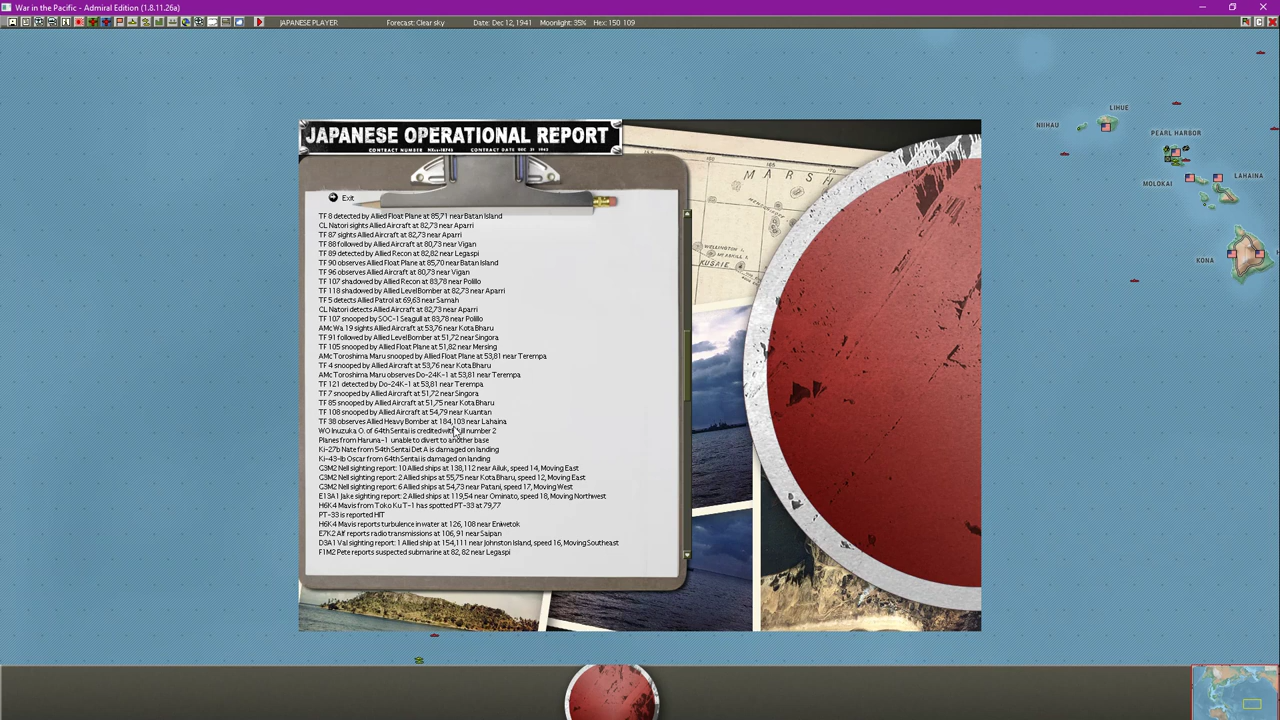 War in the Pacific - Admiral Edition (1.8.11.26a)
JAPANESE PLAYER Forecast: Clear sky Date: Dec 12, 1941 Moonlight: 35% Hex: 150 109
JAPANESE OPERATIONAL REPORT
CONTRACT NUMBER CONTRACT DATE DEC 31 1942
Exit
TF 8 detected by Allied Float Plane at 85,71 near Batan Island
CL Natori sights Allied Aircraft at 82,73 near Aparri
TF 87 sights Allied Aircraft at 82,73 near Aparri
TF 88 followed by Allied Aircraft at 80,73 near Vigan
TF 89 detected by Allied Recon at 82,82 near Legaspi
TF 90 observes Allied Float Plane at 85,70 near Batan Island
TF 96 observes Allied Aircraft at 80,73 near Vigan
TF 107 shadowed by Allied Recon at 83,78 near Polillo
TF 118 shadowed by Allied LevelBomber at 82,73 near Aparri
TF 5 detects Allied Patrol at 69,63 near Samah
CL Natori detects Allied Aircraft at 82,73 near Aparri
TF 107 snooped by SOC-1 Seagull at 83,78 near Polillo
AMc Wa 19 sights Allied Aircraft at 53,76 near Kota Bharu
TF 91 followed by Allied LevelBomber at 51,72 near Singora
TF 105 snooped by Allied Float Plane at 51,82 near Mersing
AMc Toroshima Maru snooped by Allied Float Plane at 53,81 near Terempa
TF 4 snooped by Allied Aircraft at 53,76 near Kota Bharu
AMc Toroshima Maru observes Do-24K-1 at 53,81 near Terempa
TF 121 detected by Do-24K-1 at 53,81 near Terempa
TF 7 snooped by Allied Aircraft at 51,72 near Singora
TF 85 snooped by Allied Aircraft at 51,75 near Kota Bharu
TF 108 snooped by Allied Aircraft at 54,79 near Kuantan
TF 38 observes Allied Heavy Bomber at 184,103 near Lahaina
WO Inuzuka O. of 64th Sentai is credited with kill number 2
Planes from Haruna-1 unable to divert to another base
Ki-27b Nate from 54th Sentai Det A is damaged on landing
Ki-43-Ib Oscar from 64th Sentai is damaged on landing
G3M2 Nell sighting report: 10 Allied ships at 138,112 near Ailuk, speed 14, Moving East
G3M2 Nell sighting report: 2 Allied ships at 55,75 near Kota Bharu, speed 12, Moving East
G3M2 Nell sighting report: 6 Allied ships at 54,73 near Patani, speed 17, Moving West
E13A1 Jake sighting report: 2 Allied ships at 119,54 near Ominato, speed 18, Moving Northwest
H6K4 Mavis from Toko Ku T-1 has spotted PT-33 at 79,77
PT-33 is reported HIT
H6K4 Mavis reports turbulence in water at 126, 108 near Eniwetok
E7K2 Alf reports radio transmissions at 106, 91 near Saipan
D3A1 Val sighting report: 1 Allied ship at 154,111 near Johnston Island, speed 16, Moving Southeast
F1M2 Pete reports suspected submarine at 82, 82 near Legaspi
MARSH
KUSAIE
LIHUE
NIIHAU
PEARL HARBOR
MOLOKAI
LAHAINA
KONA